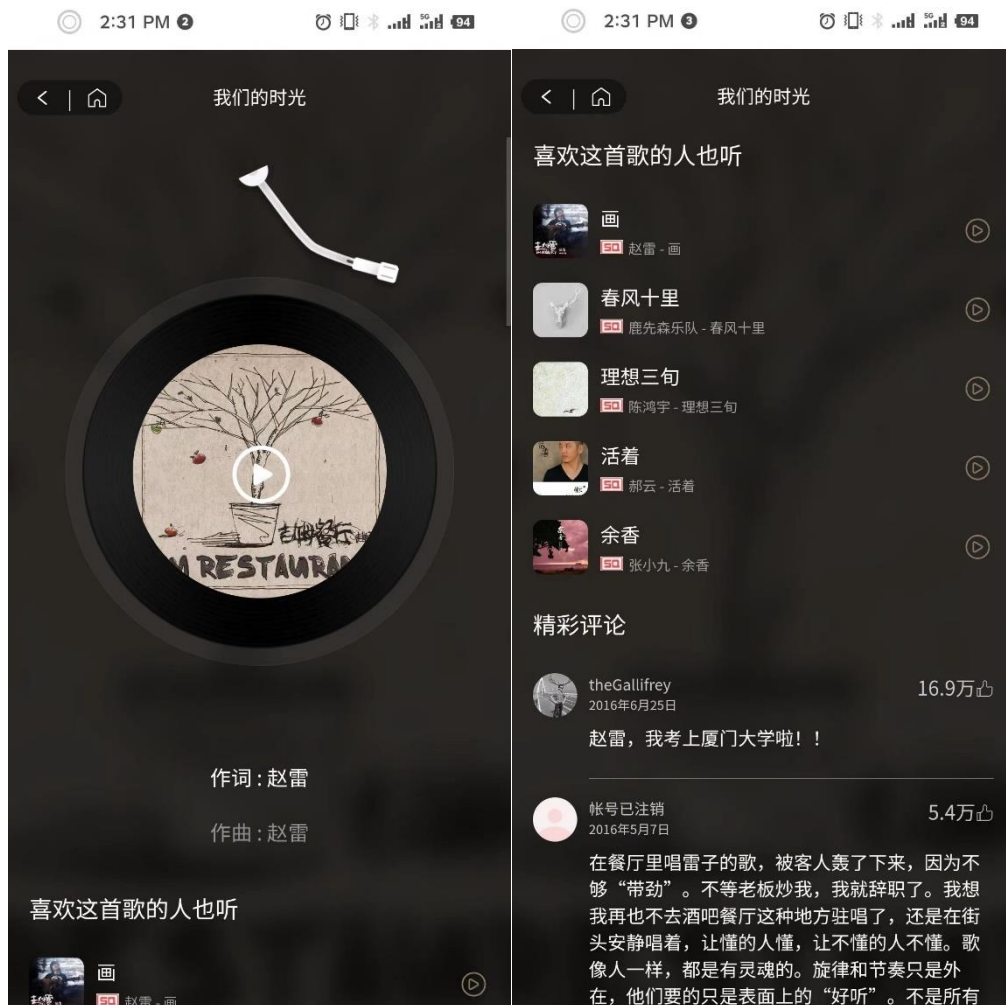 2:31 PM 2
5G 94
我们的时光
吉姆餐厅
M RESTAURAN
作词 : 赵雷
作曲 : 赵雷
喜欢这首歌的人也听
画
SQ 赵雷 - 画
2:31 PM 3
5G 94
我们的时光
喜欢这首歌的人也听
画
SQ 赵雷 - 画
春风十里
SQ 鹿先森乐队 - 春风十里
理想三旬
SQ 陈鸿宇 - 理想三旬
活着
SQ 郝云 - 活着
余香
SQ 张小九 - 余香
精彩评论
theGallifrey
16.9万
2016年6月25日
赵雷，我考上厦门大学啦！！
帐号已注销
5.4万
2016年5月7日
在餐厅里唱雷子的歌，被客人轰了下来，因为不
够“带劲”。不等老板炒我，我就辞职了。我想
我再也不去酒吧餐厅这种地方驻唱了，还是在街
头安静唱着，让懂的人懂，让不懂的人不懂。歌
像人一样，都是有灵魂的。旋律和节奏只是外
在，他们要的只是表面上的“好听”。不是所有